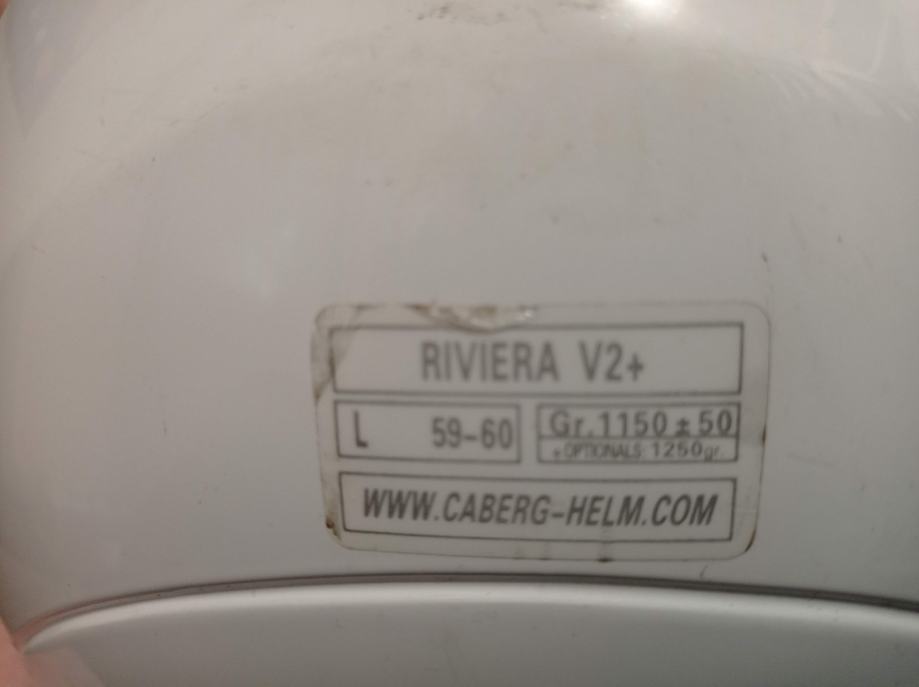 RIVIERA V2+
L 59-60
Gr.1150±50
+OPTIONALS: 1250gr.
WWW.CABERG-HELM.COM